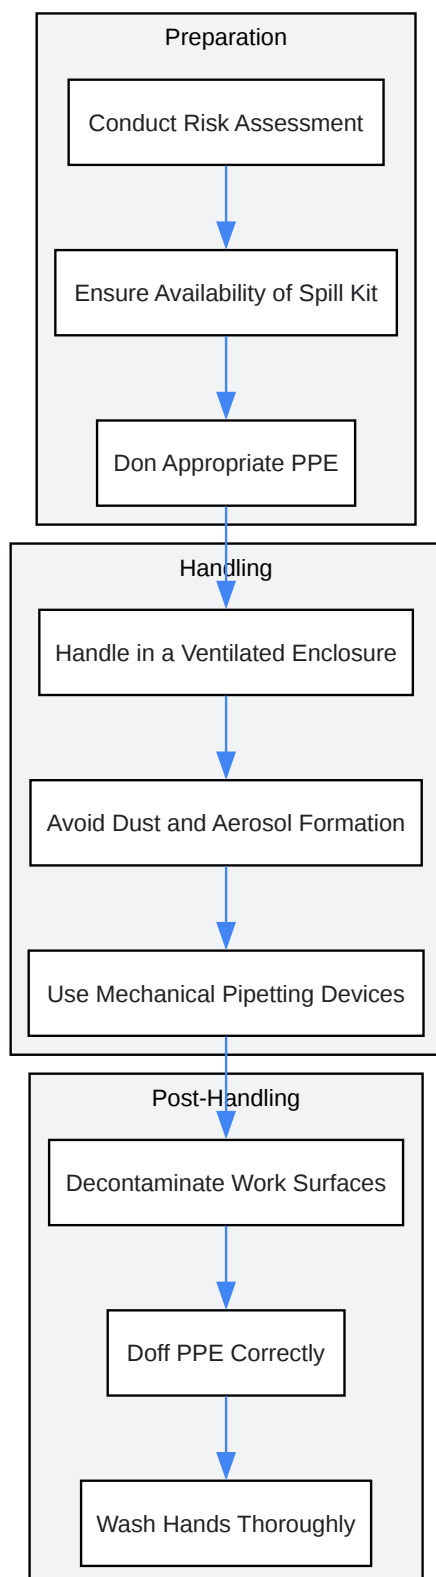 Preparation
Conduct Risk Assessment
Ensure Availability of Spill Kit
Don Appropriate PPE
Handling
Handle in a Ventilated Enclosure
Avoid Dust and Aerosol Formation
Use Mechanical Pipetting Devices
Post-Handling
Decontaminate Work Surfaces
Doff PPE Correctly
Wash Hands Thoroughly